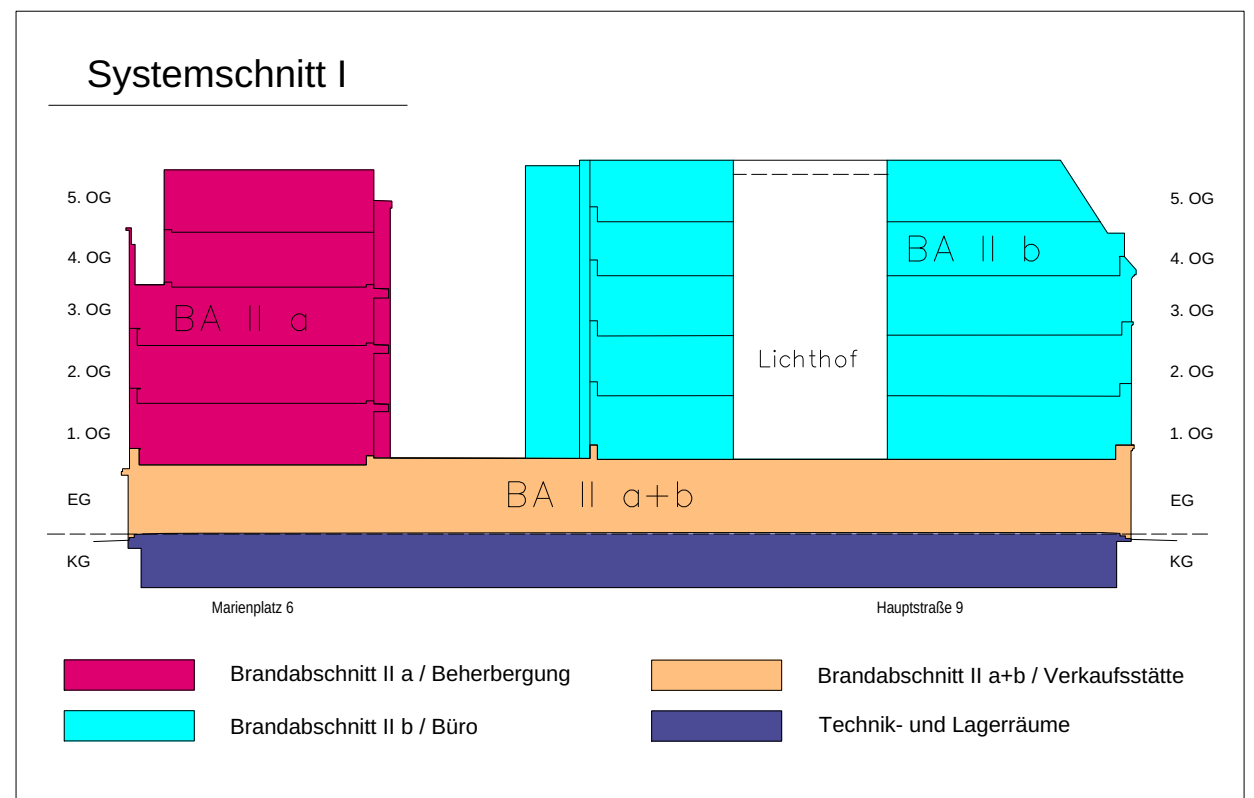 Systemschnitt I
5. OG
5. OG
4. OG
BA II b
4. OG
3. OG
BA II a
3. OG
Lichthof
2. OG
2. OG
1. OG
1. OG
EG
BA II a+b
EG
KG
KG
Marienplatz 6
Hauptstraße 9
Brandabschnitt II a / Beherbergung
Brandabschnitt II a+b / Verkaufsstätte
Brandabschnitt II b / Büro
Technik- und Lagerräume